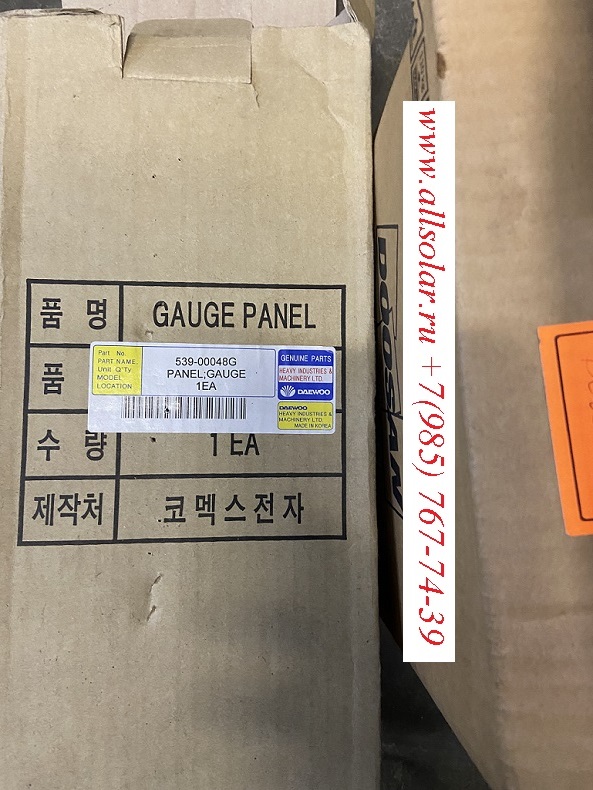 품 명 GAUGE PANEL
품
Part No.
PART NAME.
Unit Q'Ty
MODEL
LOCATION
539-00048G
PANEL;GAUGE
1EA
GENUINE PARTS
HEAVY INDUSTRIES &
MACHINERY LTD.
DAEWOO
DAEWOO
HEAVY INDUSTRIES &
MACHINERY LTD.
MADE IN KOREA
수 량 1 EA
제작처 코멕스전자
DOOSAN
www.allsolar.ru +7(985) 767-74-39